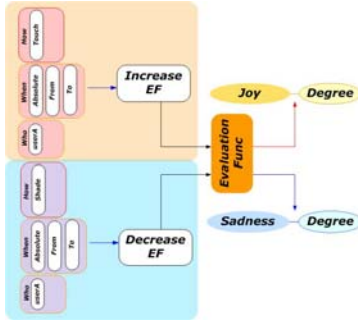 How
Touch
When
Absolute
From
To
Who
userA
Increase
EF
How
Shade
When
Absolute
From
To
Who
userA
Decrease
EF
Evaluation
Func
Joy
Degree
Sadness
Degree